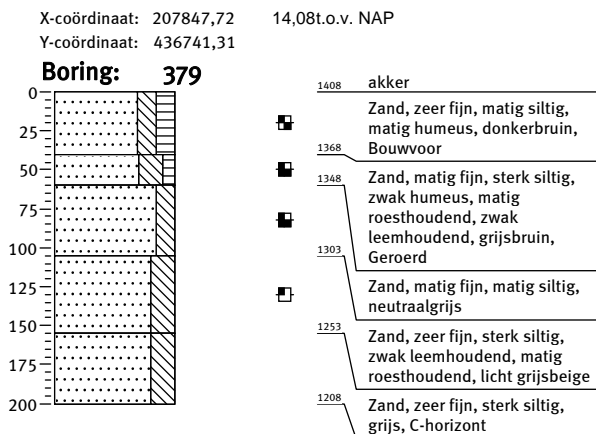 X-coördinaat: 207847,72 14,08t.o.v. NAP
Y-coördinaat: 436741,31
Boring: 379
0
25
50
75
100
125
150
175
200
1408 akker
Zand, zeer fijn, matig siltig,
matig humeus, donkerbruin,
Bouwvoor
1368
Zand, matig fijn, sterk siltig,
zwak humeus, matig
roesthoudend, zwak
leemhoudend, grijsbruin,
Geroerd
1348
Zand, matig fijn, matig siltig,
neutraalgrijs
1303
Zand, zeer fijn, sterk siltig,
zwak leemhoudend, matig
roesthoudend, licht grijsbeige
1253
Zand, zeer fijn, sterk siltig,
grijs, C-horizont
1208